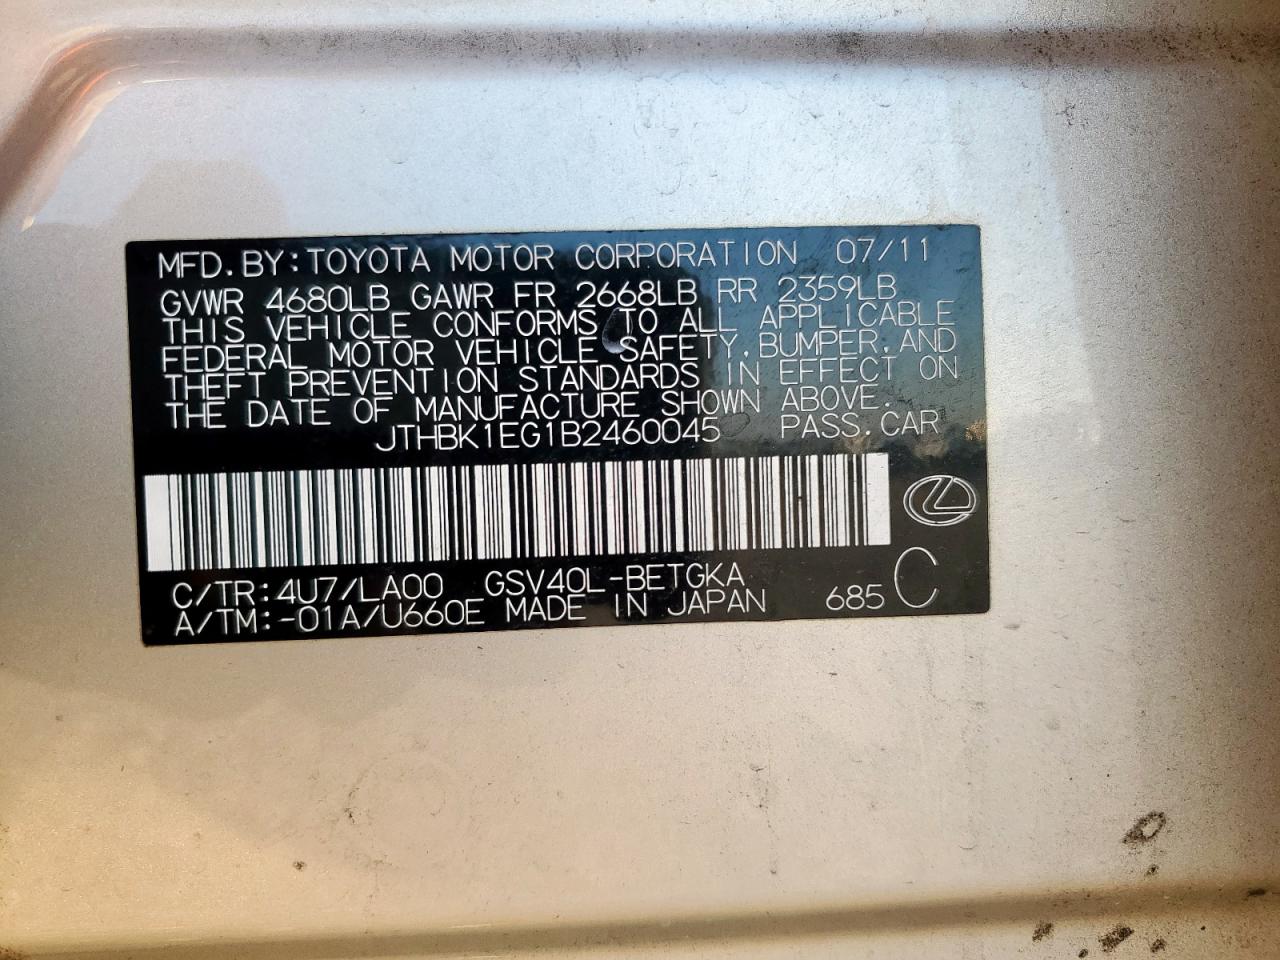 MFD.BY:TOYOTA MOTOR CORPORATION 07/11
GVWR 4680LB GAWR FR 2668LB RR 2359LB
THIS VEHICLE CONFORMS TO ALL APPLICABLE
FEDERAL MOTOR VEHICLE SAFETY,BUMPER,AND
THEFT PREVENTION STANDARDS IN EFFECT ON
THE DATE OF MANUFACTURE SHOWN ABOVE.
JTHBK1EG1B2460045 PASS.CAR
C/TR:4U7/LA00 GSV40L-BETGKA
A/TM:-01A/U660E MADE IN JAPAN 685 C